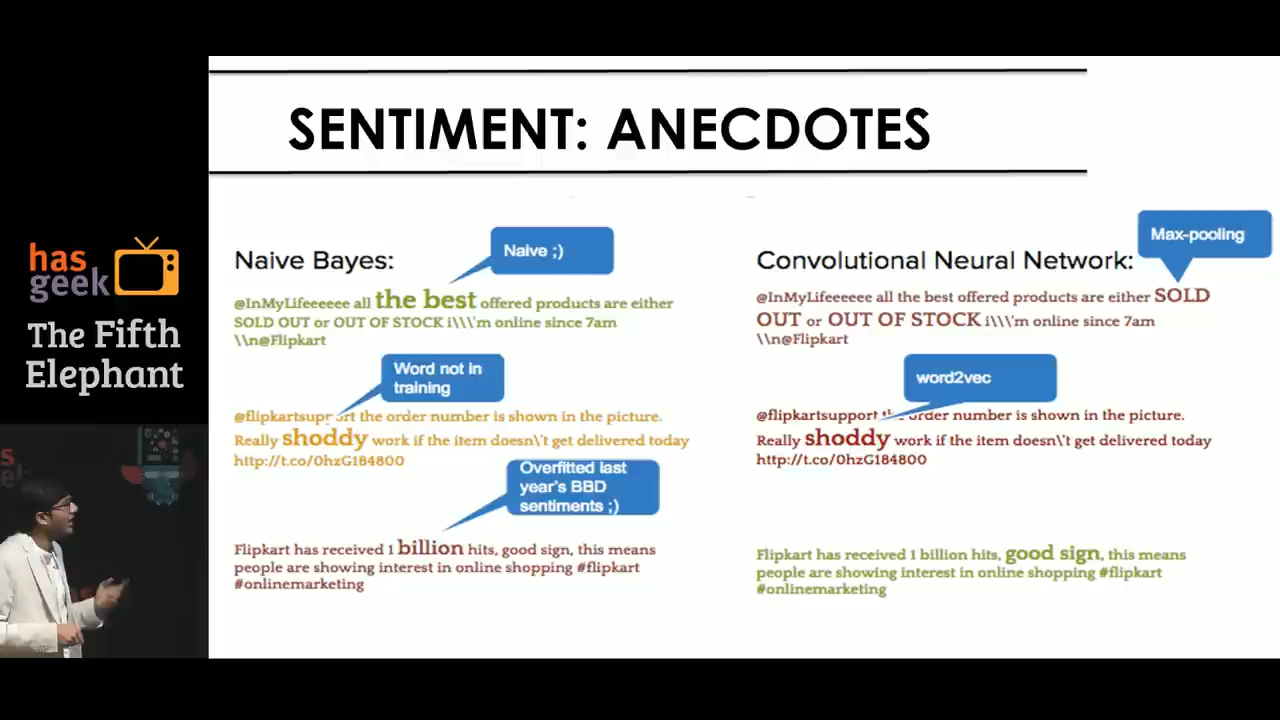 SENTIMENT: ANECDOTES
has
geek
The Fifth
Elephant
Naive Bayes:
Naive ;)
@InMyLifeeeeee all the best offered products are either
SOLD OUT or OUT OF STOCK i\\\'m online since 7am
\\n@Flipkart
Word not in
training
the order number is shown in the picture.
Really shoddy work if the item doesn\'t get delivered today
http://t.co/0hzG184800
Overfitted last
year's BBD
sentiments ;)
Flipkart has received 1 billion hits, good sign, this means
people are showing interest in online shopping #flipkart
#onlinemarketing
Convolutional Neural Network:
Max-pooling
@InMyLifeeeeee all the best offered products are either SOLD
OUT or OUT OF STOCK i\\\'m online since 7am
\\n@Flipkart
word2vec
@flipkartsupport order number is shown in the picture.
Really shoddy work if the item doesn\'t get delivered today
http://t.co/0hzG184800
Flipkart has received 1 billion hits, good sign, this means
people are showing interest in online shopping #flipkart
#onlinemarketing